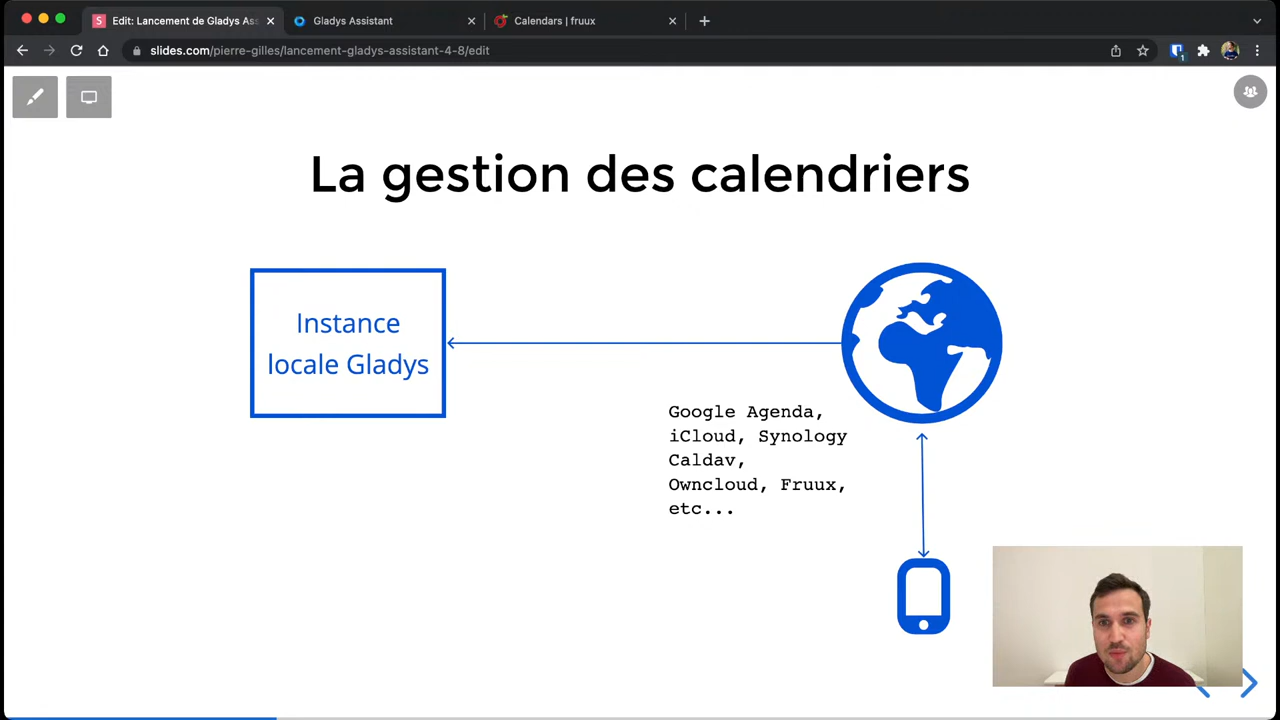 Edit: Lancement de Gladys Ass
Gladys Assistant
Calendars | fruux
slides.com/pierre-gilles/lancement-gladys-assistant-4-8/edit
1
La gestion des calendriers
Instance
locale Gladys
Google Agenda,
iCloud, Synology
Caldav,
Owncloud, Fruux,
etc...